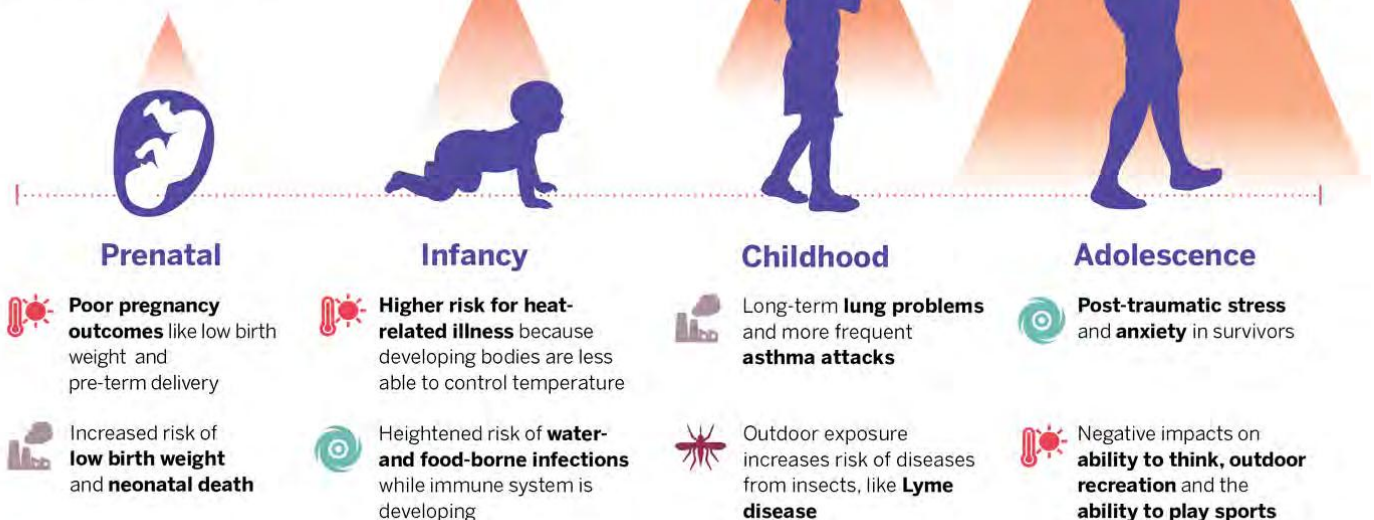 Prenatal
Poor pregnancy
outcomes like low birth
weight and
pre-term delivery
Increased risk of
low birth weight
and neonatal death
Infancy
Higher risk for heat-
related illness because
developing bodies are less
able to control temperature
Heightened risk of water-
and food-borne infections
while immune system is
developing
Childhood
Long-term lung problems
and more frequent
asthma attacks
Outdoor exposure
increases risk of diseases
from insects, like Lyme
disease
Adolescence
Post-traumatic stress
and anxiety in survivors
Negative impacts on
ability to think, outdoor
recreation and the
ability to play sports